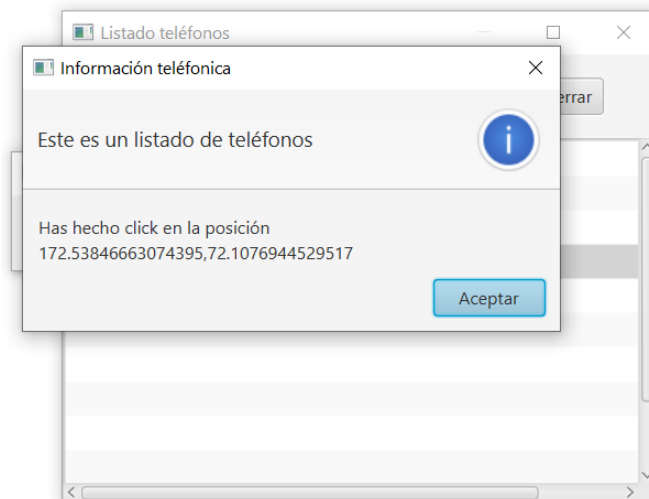 Listado teléfonos
Información teléfonica
errar
Este es un listado de teléfonos
Has hecho click en la posición
172.53846663074395,72.1076944529517
Aceptar